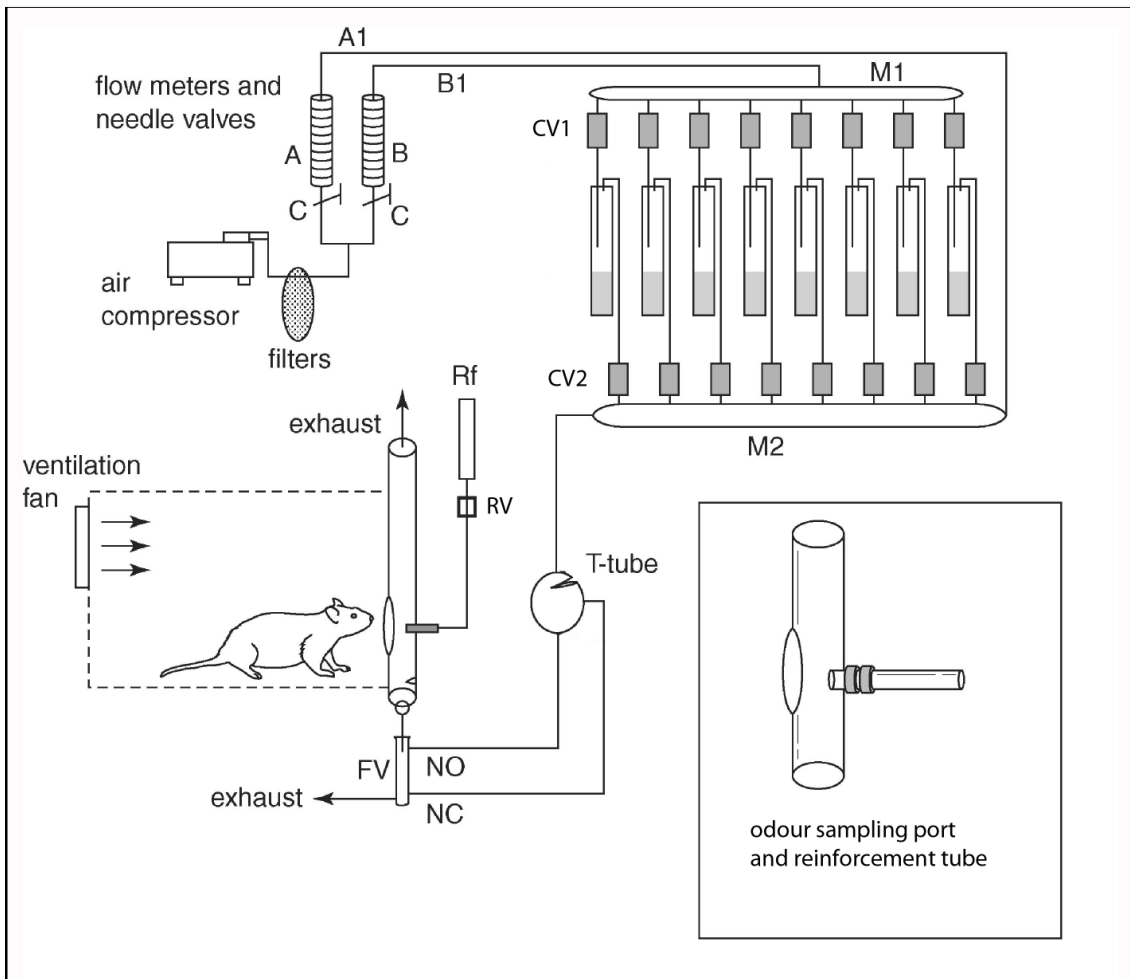 A1
flow meters and
needle valves
B1
M1
CV1
A
B
C
C
air
compressor
filters
CV2
Rf
exhaust
M2
ventilation
fan
RV
T-tube
FV
NO
exhaust
NC
odour sampling port
and reinforcement tube